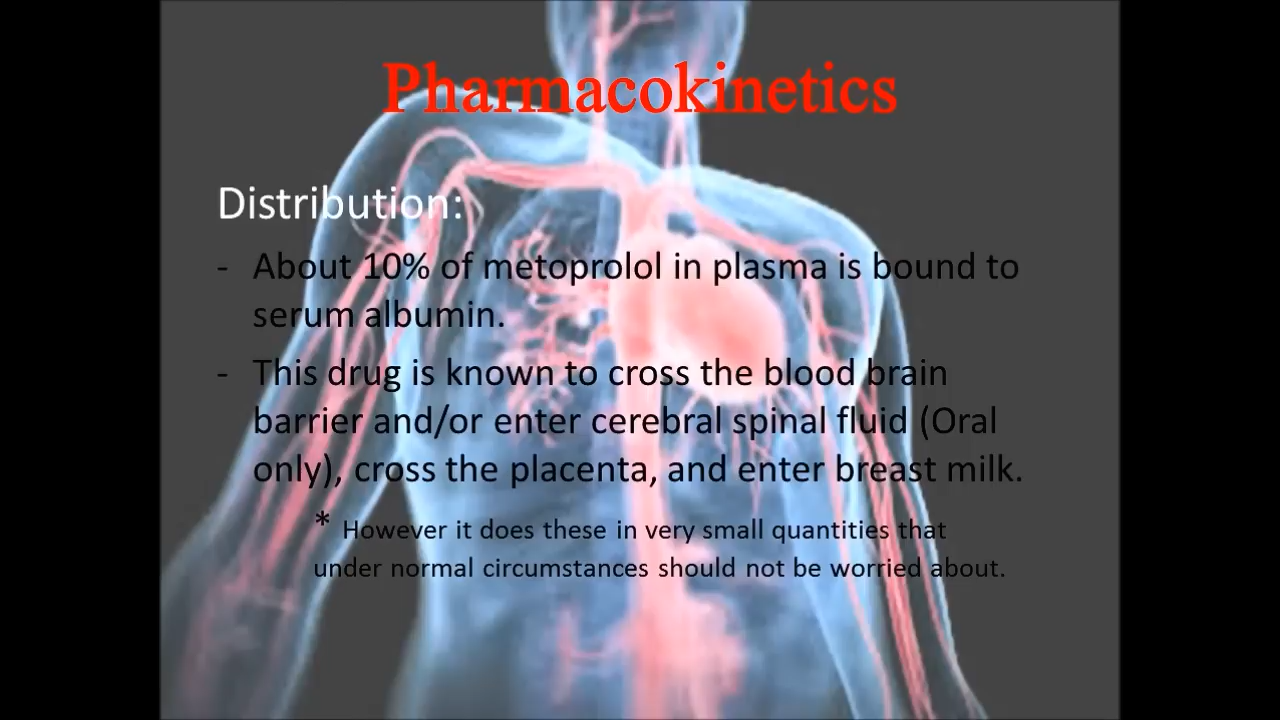 Pharmacokinetics
Distribution:
- About 10% of metoprolol in plasma is bound to
serum albumin.
- This drug is known to cross the blood brain
barrier and/or enter cerebral spinal fluid (Oral
only), cross the placenta, and enter breast milk.
* However it does these in very small quantities that
under normal circumstances should not be worried about.